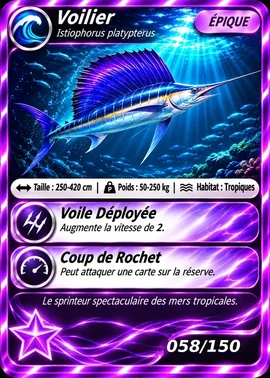 Voilier
ÉPIQUE
Istiophorus platypterus
Taille : 250-420 cm | Poids : 50-250 kg | Habitat : Tropiques
Voile Déployée
Augmente la vitesse de 2.
Coup de Rochet
Peut attaquer une carte sur la réserve.
Le sprinteur spectaculaire des mers tropicales.
058/150